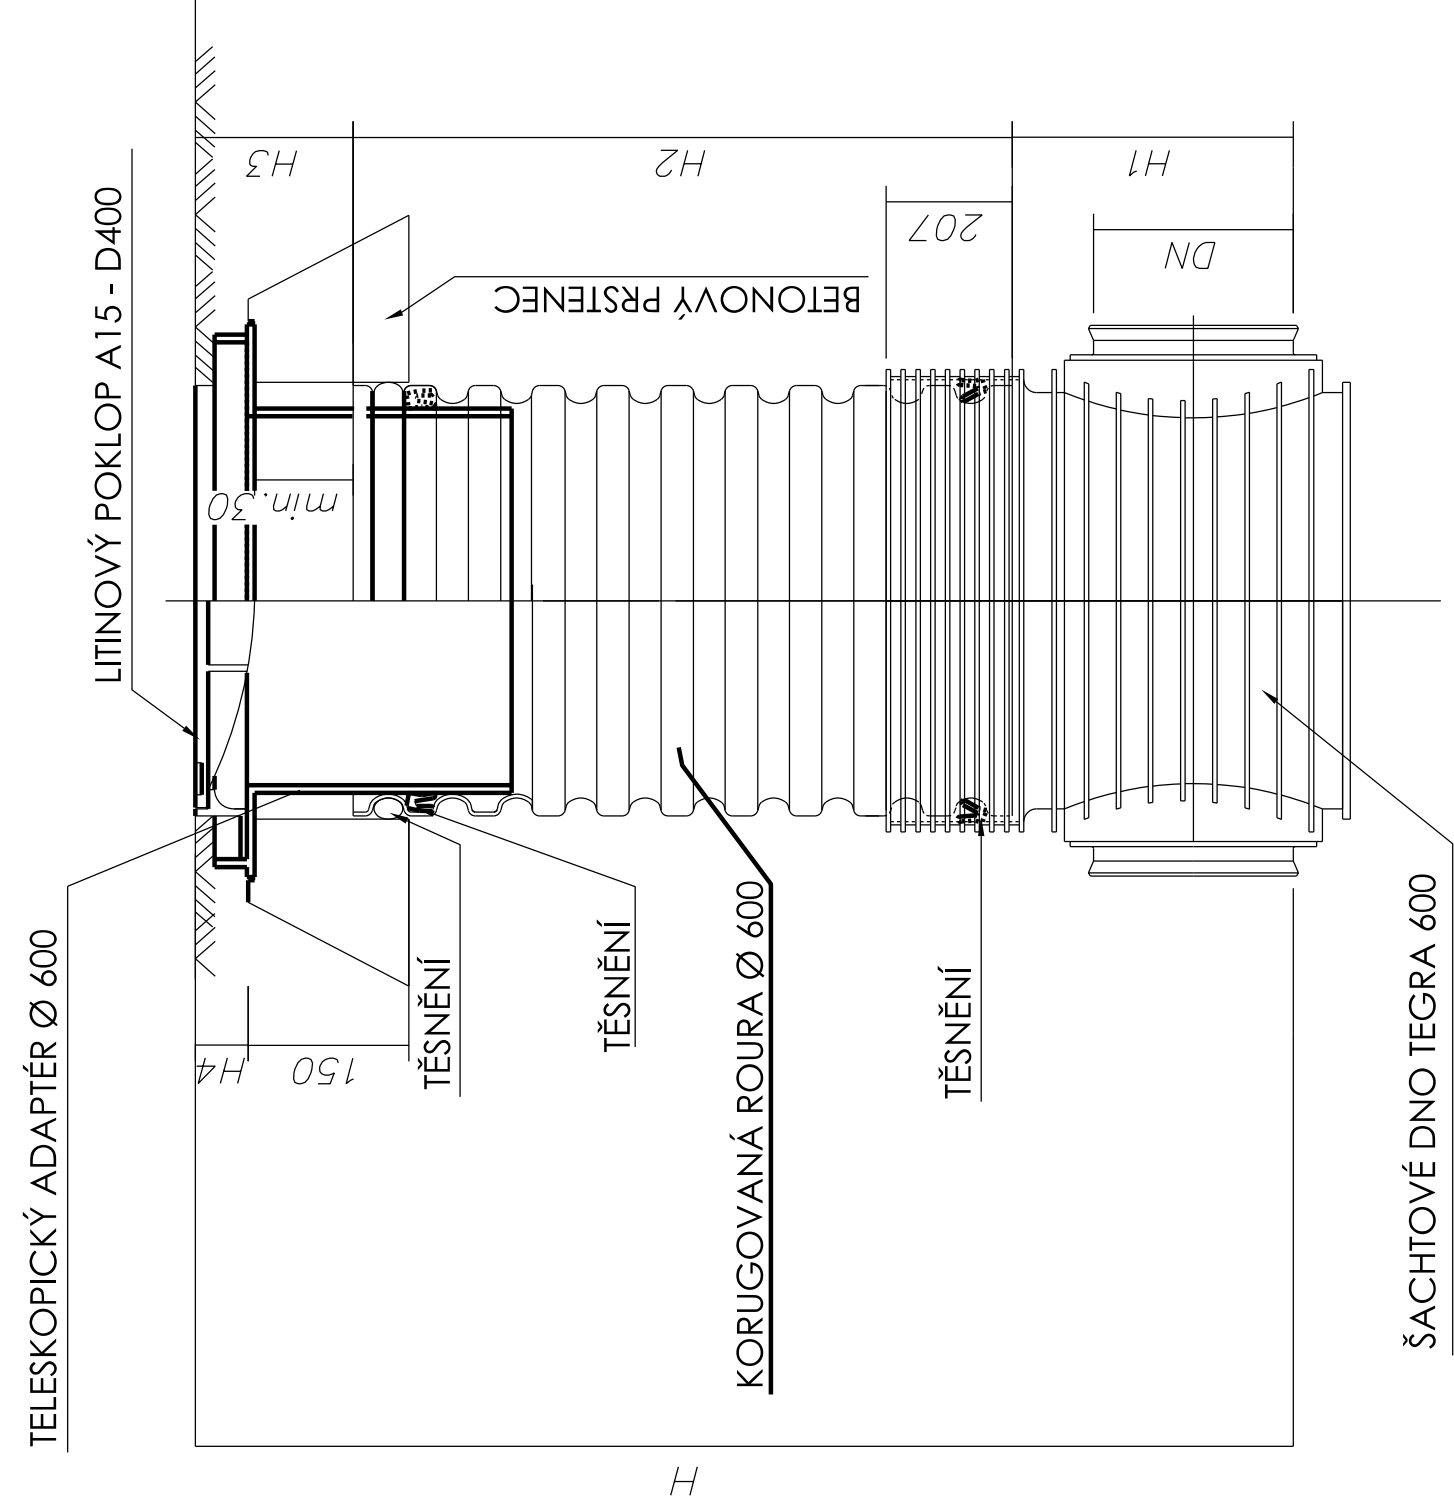 TELESKOPICKÝ ADAPTÉR Ø 600
LITINOVÝ POKLOP A15 - D400
H3
H2
H1
207
DN
BETONOVÝ PRSTENEC
min.30
H4
150
TĚSNĚNÍ
TĚSNĚNÍ
KORUGOVANÁ ROURA Ø 600
TĚSNĚNÍ
ŠACHTOVÉ DNO TEGRA 600
H